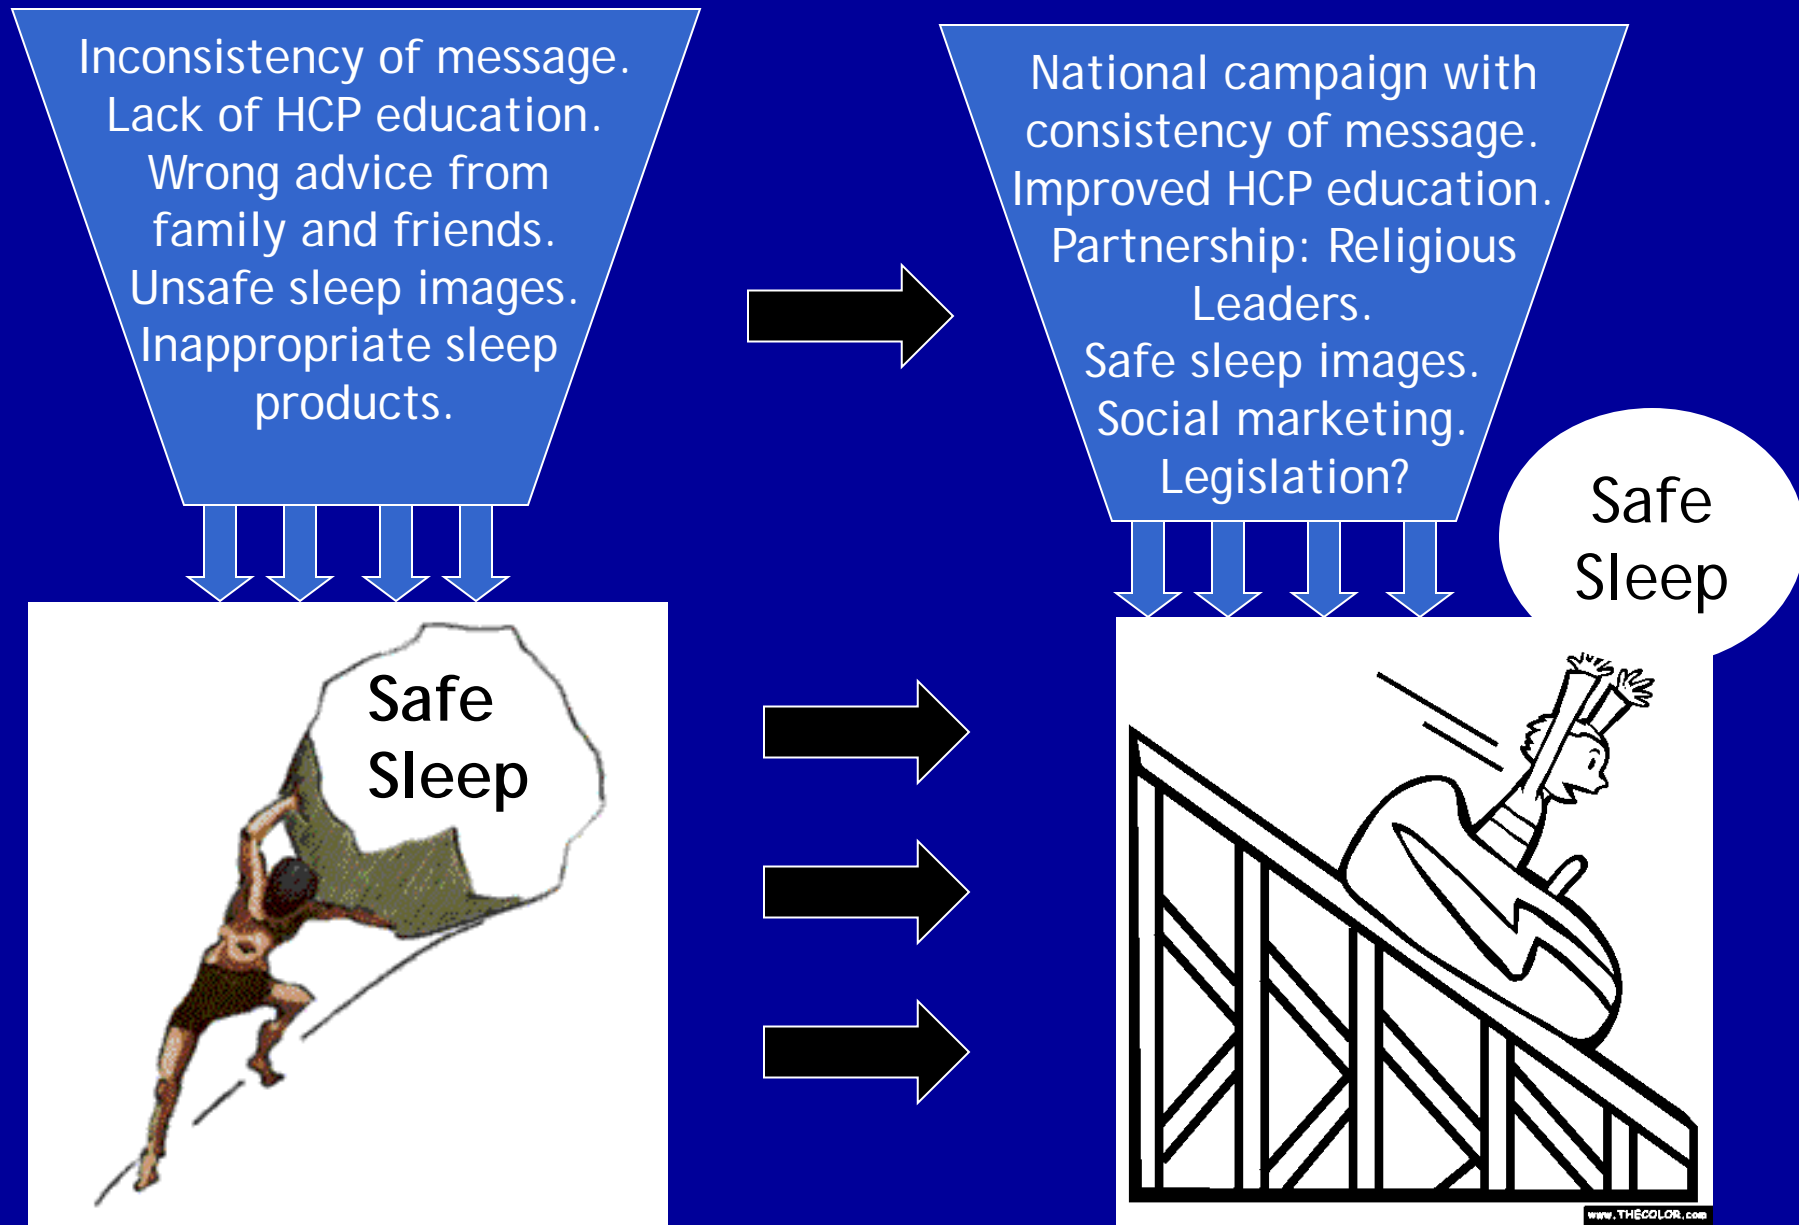 Inconsistency of message.
Lack of HCP education.
Wrong advice from
family and friends.
Unsafe sleep images.
Inappropriate sleep
products.
National campaign with
consistency of message.
Improved HCP education.
Partnership: Religious
Leaders.
Safe sleep images.
Social marketing.
Legislation?
Safe
Sleep
Safe
Sleep
www.THECOLOR.com